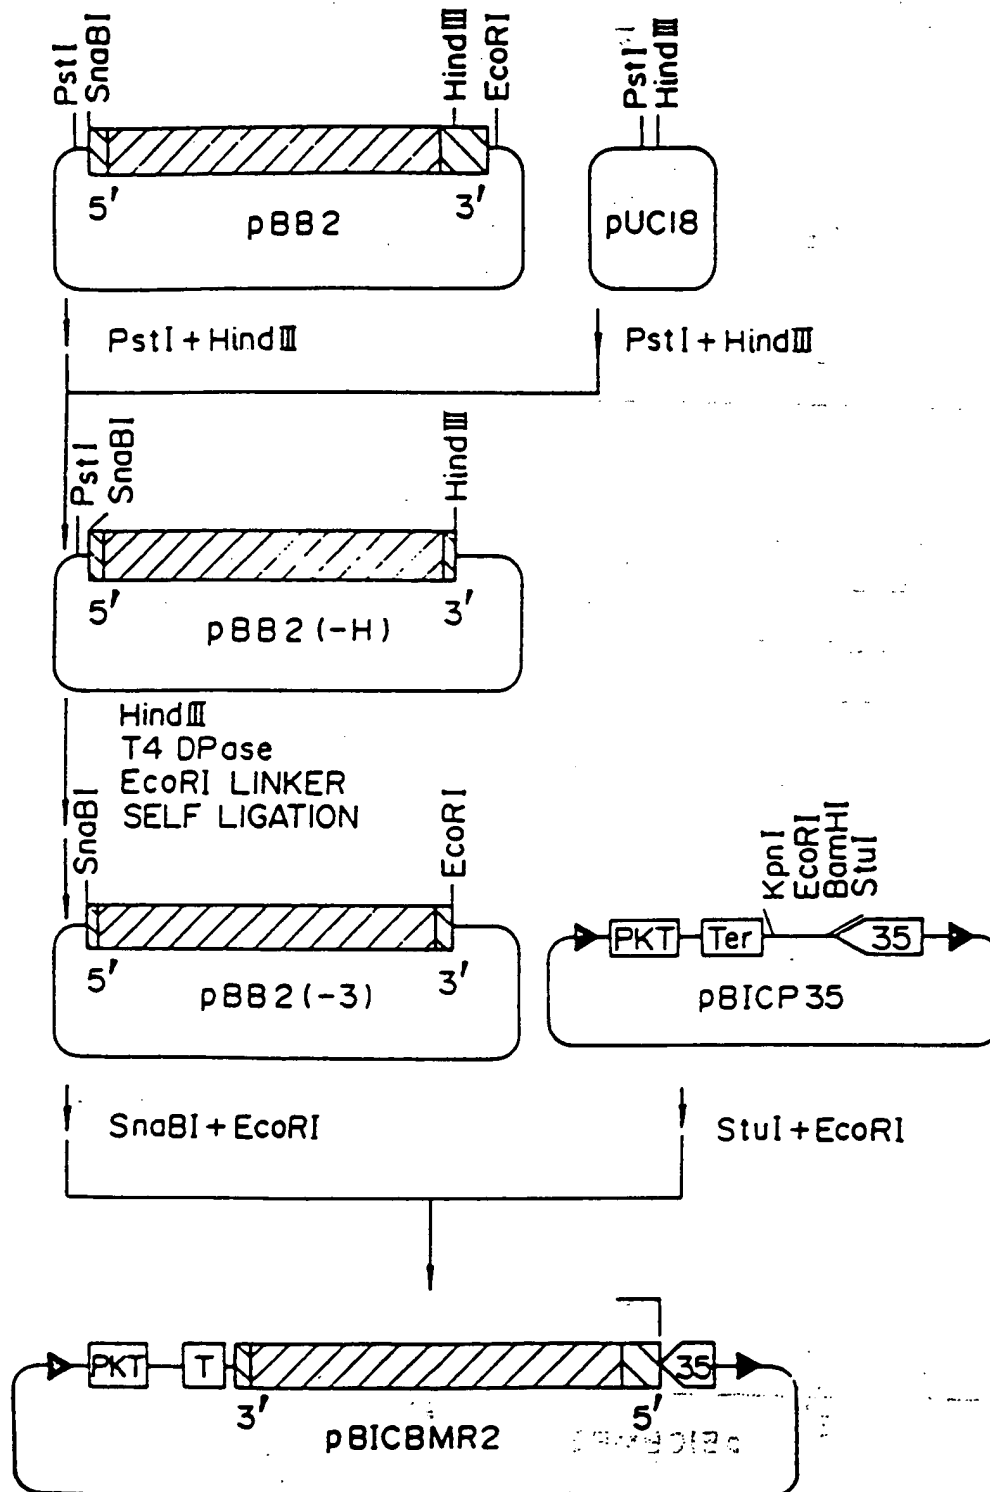 PstI
SnaBI
HindⅢ
EcoRI
PstI
HindⅢ
5'
3'
pBB2
pUC18
PstI + HindⅢ
PstI + HindⅢ
PstI
SnaBI
HindⅢ
5'
3'
pBB2(-H)
HindⅢ
T4 DPase
EcoRI LINKER
SELF LIGATION
SnaBI
EcoRI
KpnI
EcoRI
BamHI
StuI
PKT
Ter
35
5'
3'
pBB2(-3)
pBICP35
SnaBI + EcoRI
StuI + EcoRI
PKT
T
35
3'
5'
pBICBMR2